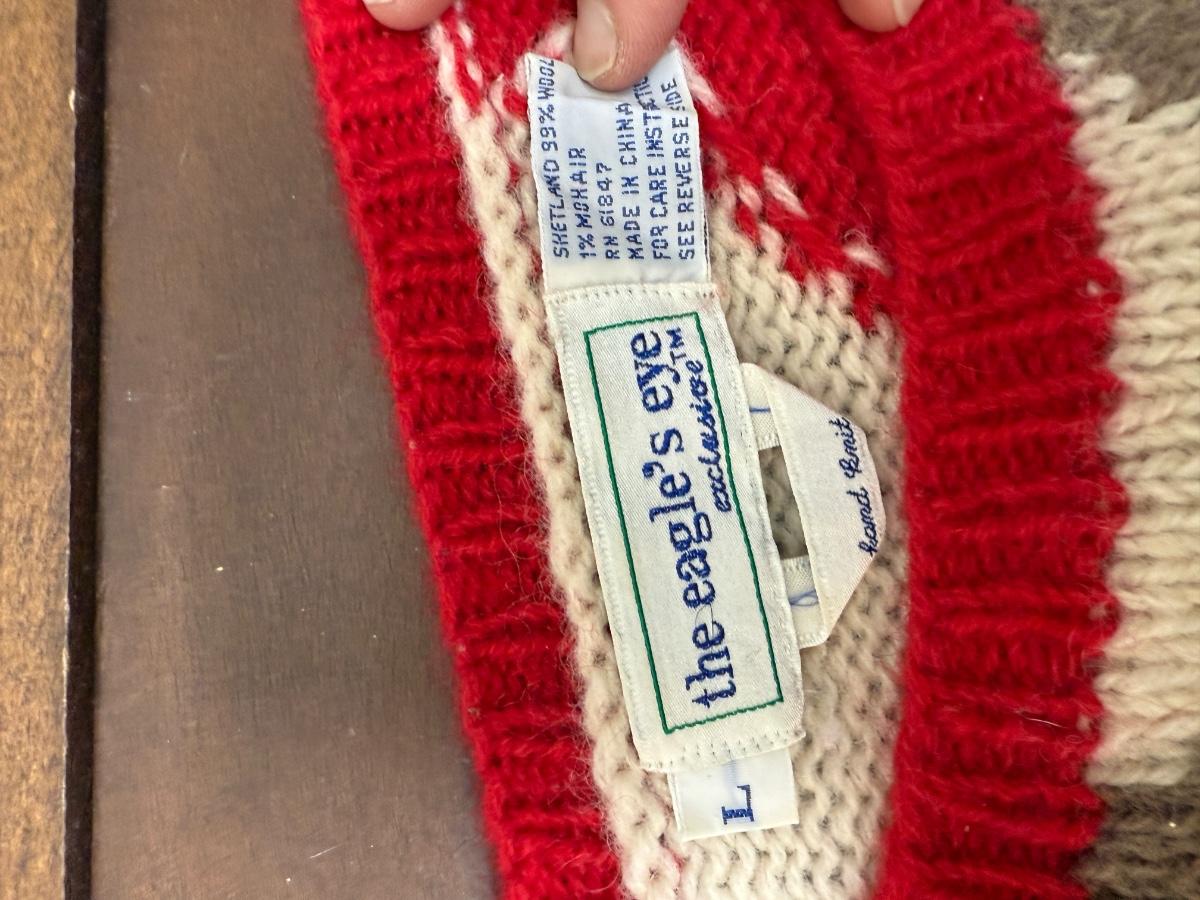 SHETLAND 99% WOOL
1% MOHAIR
RN 61847
MADE IN CHINA
FOR CARE
SEE REVERSE SIDE
the eagle's eye
exclusive™
hand knit
L